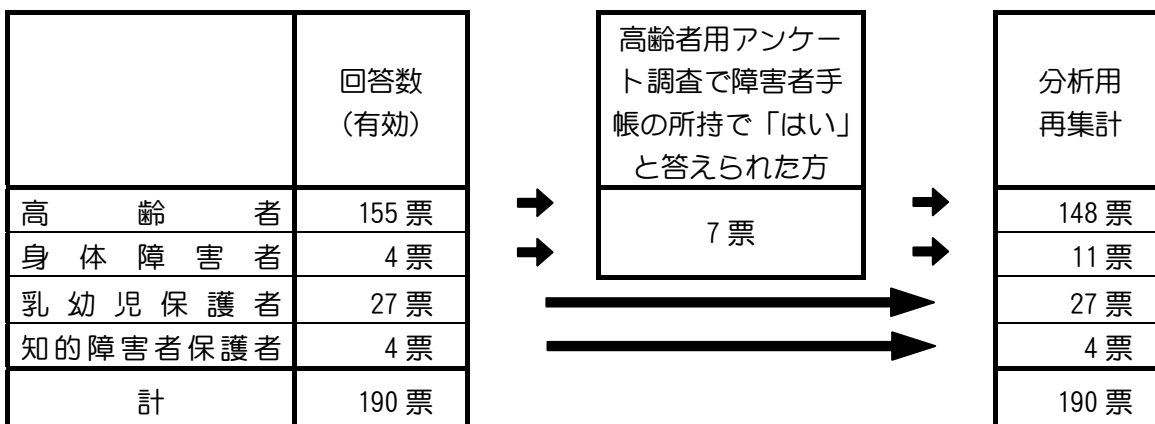 回答数
（有効）
高齢者用アンケー
ト調査で障害者手
帳の所持で「はい」
と答えられた方
分析用
再集計
高齢者 155票 148票
身体障害者 4票 7票 11票
乳幼児保護者 27票 27票
知的障害者保護者 4票 4票
計 190票 190票